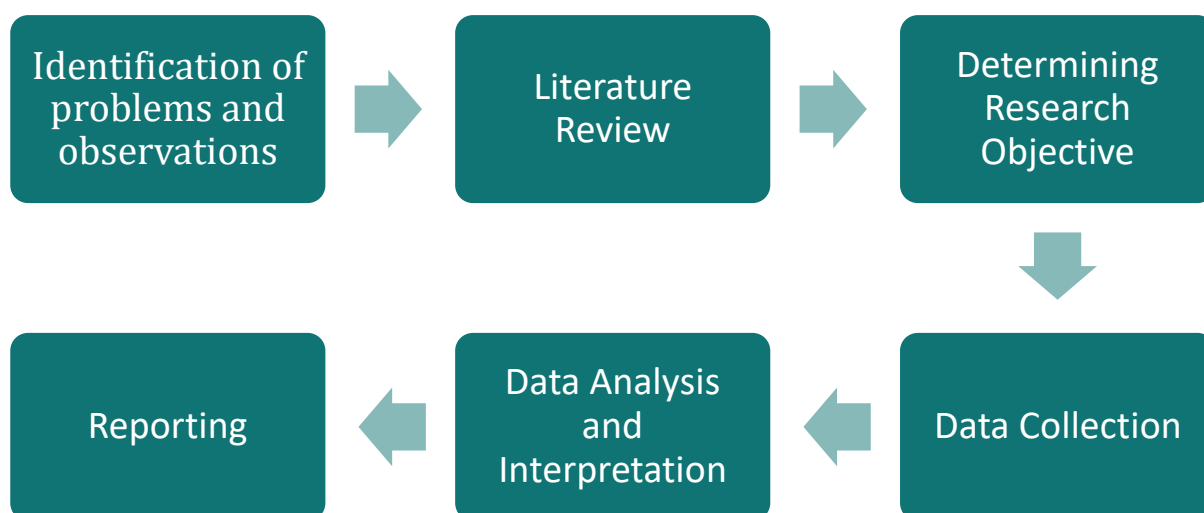 Identification of
problems and
observations
Literature
Review
Determining
Research
Objective
Data Collection
Data Analysis
and
Interpretation
Reporting